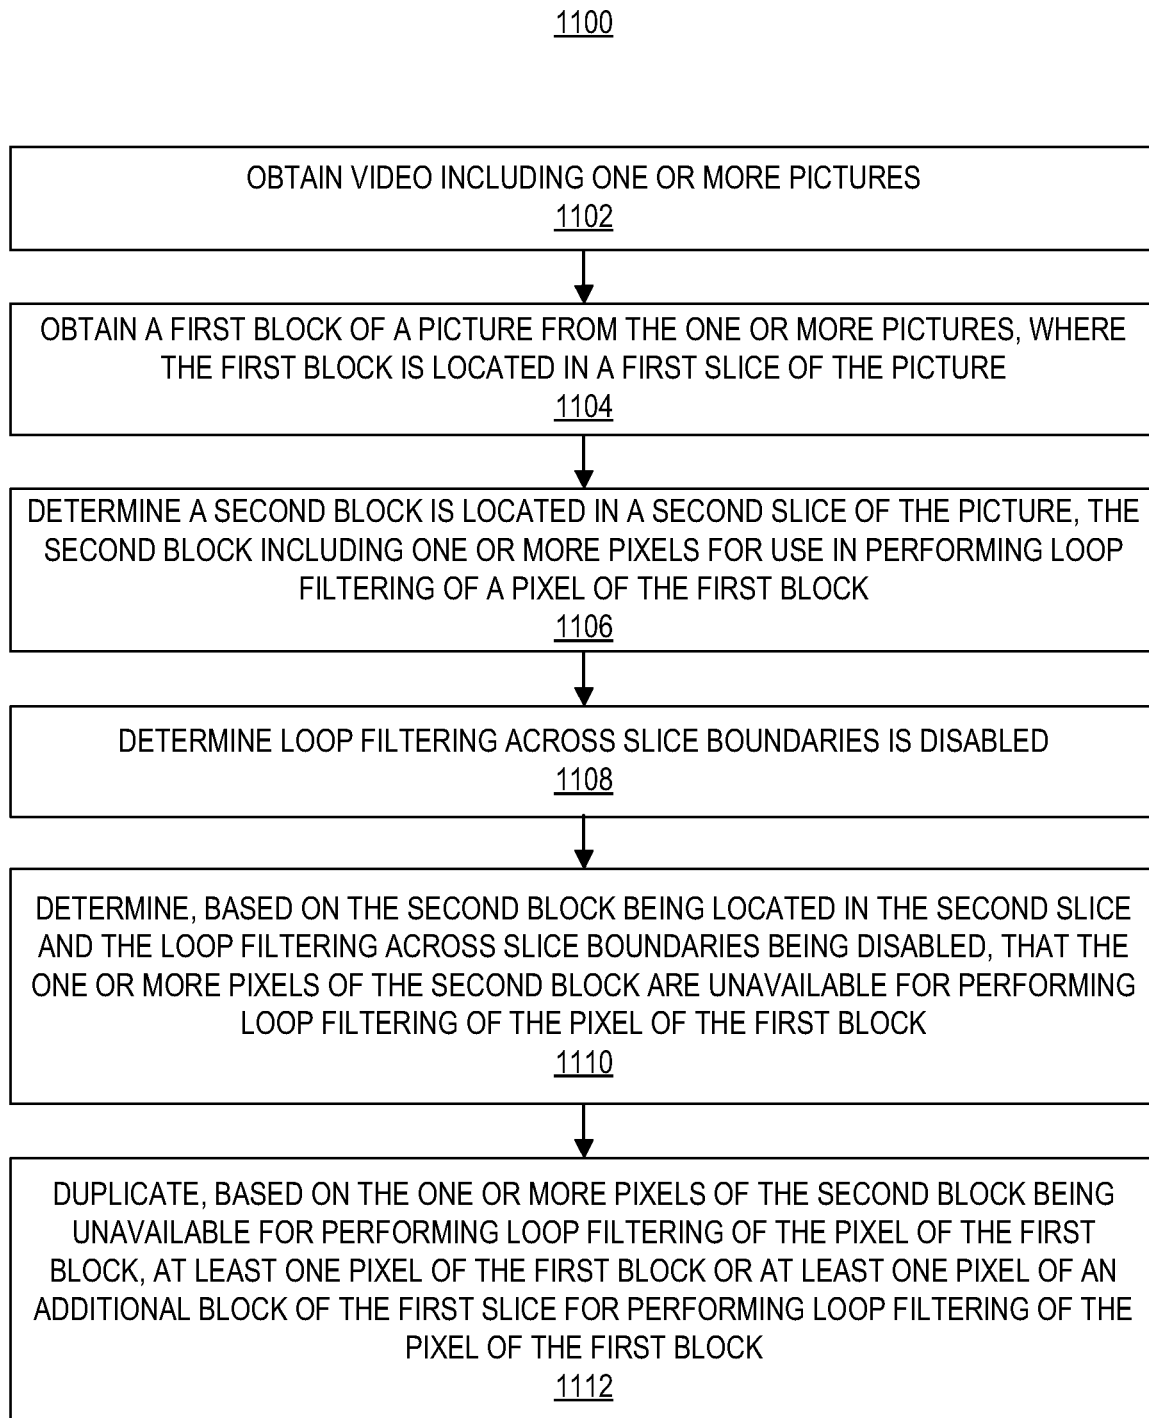 1100
OBTAIN VIDEO INCLUDING ONE OR MORE PICTURES
1102
OBTAIN A FIRST BLOCK OF A PICTURE FROM THE ONE OR MORE PICTURES, WHERE
THE FIRST BLOCK IS LOCATED IN A FIRST SLICE OF THE PICTURE
1104
DETERMINE A SECOND BLOCK IS LOCATED IN A SECOND SLICE OF THE PICTURE, THE
SECOND BLOCK INCLUDING ONE OR MORE PIXELS FOR USE IN PERFORMING LOOP
FILTERING OF A PIXEL OF THE FIRST BLOCK
1106
DETERMINE LOOP FILTERING ACROSS SLICE BOUNDARIES IS DISABLED
1108
DETERMINE, BASED ON THE SECOND BLOCK BEING LOCATED IN THE SECOND SLICE
AND THE LOOP FILTERING ACROSS SLICE BOUNDARIES BEING DISABLED, THAT THE
ONE OR MORE PIXELS OF THE SECOND BLOCK ARE UNAVAILABLE FOR PERFORMING
LOOP FILTERING OF THE PIXEL OF THE FIRST BLOCK
1110
DUPLICATE, BASED ON THE ONE OR MORE PIXELS OF THE SECOND BLOCK BEING
UNAVAILABLE FOR PERFORMING LOOP FILTERING OF THE PIXEL OF THE FIRST
BLOCK, AT LEAST ONE PIXEL OF THE FIRST BLOCK OR AT LEAST ONE PIXEL OF AN
ADDITIONAL BLOCK OF THE FIRST SLICE FOR PERFORMING LOOP FILTERING OF THE
PIXEL OF THE FIRST BLOCK
1112